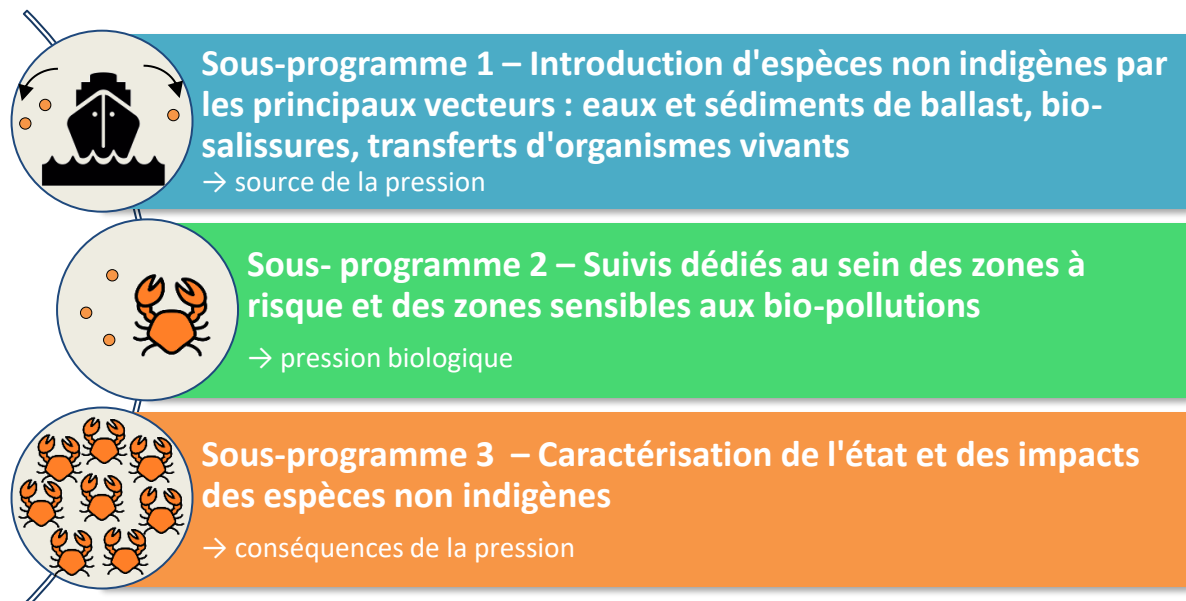 Sous-programme 1 – Introduction d'espèces non indigènes par
les principaux vecteurs : eaux et sédiments de ballast, bio-
salissures, transferts d'organismes vivants
→ source de la pression
Sous- programme 2 – Suivis dédiés au sein des zones à
risque et des zones sensibles aux bio-pollutions
→ pression biologique
Sous-programme 3 – Caractérisation de l'état et des impacts
des espèces non indigènes
→ conséquences de la pression